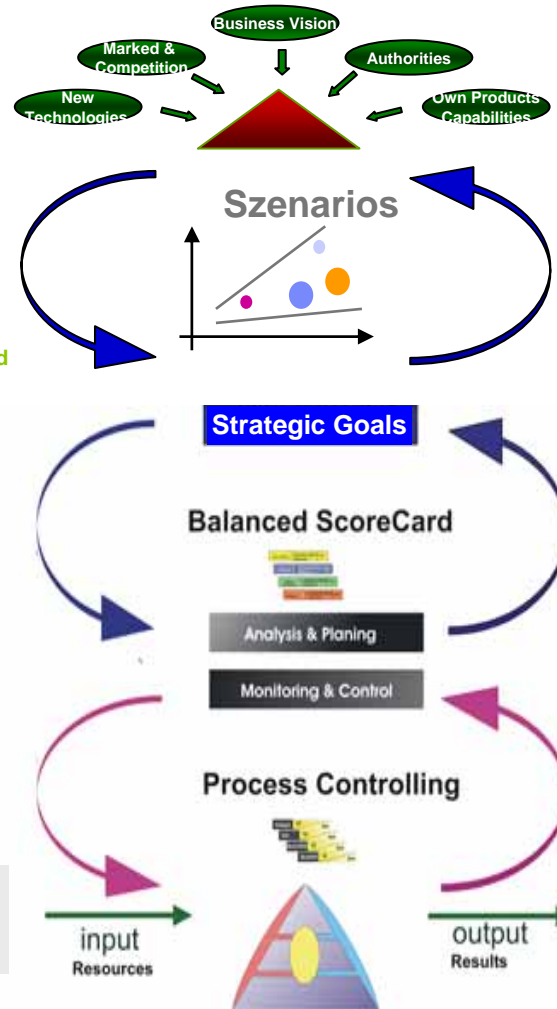 Business Vision
Marked &
Competition
Authorities
New
Technologies
Own Products
Capabilities
Szenarios
d
Strategic Goals
Balanced ScoreCard
Analysis & Planing
Monitoring & Control
Process Controlling
input
Resources
output
Results